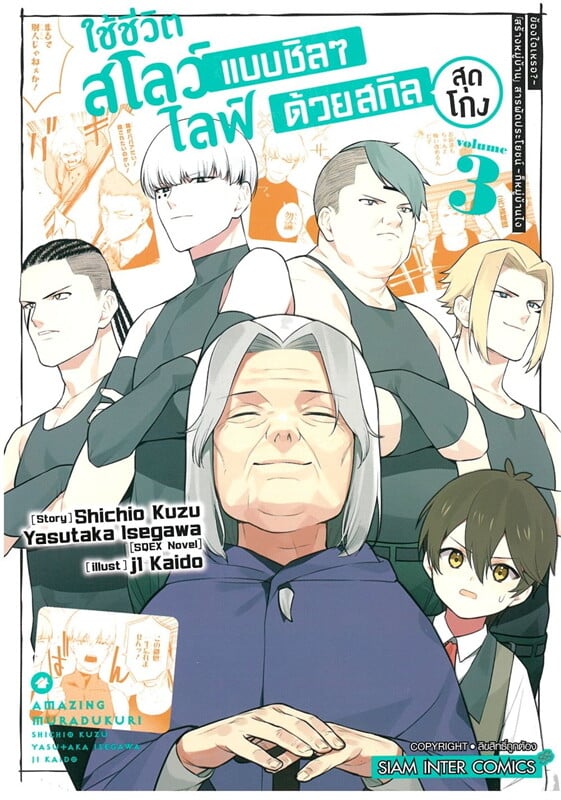 ใช้ชีวิต
สโลว์ แบบชิลๆ
ไลฟ์ ด้วยสกิล
สุด
โกง
volume
3
[Story] Shichio Kuzu
Yasutaka Isegawa
[SQEX Novel]
[illust] jI Kaido
AMAZING
MURADUKURI
SHICHIO KUZU
YASUTAKA ISEGAWA
JI KAIDO
COPYRIGHT • ลิขสิทธิ์ถูกต้อง
SIAM INTER COMICS